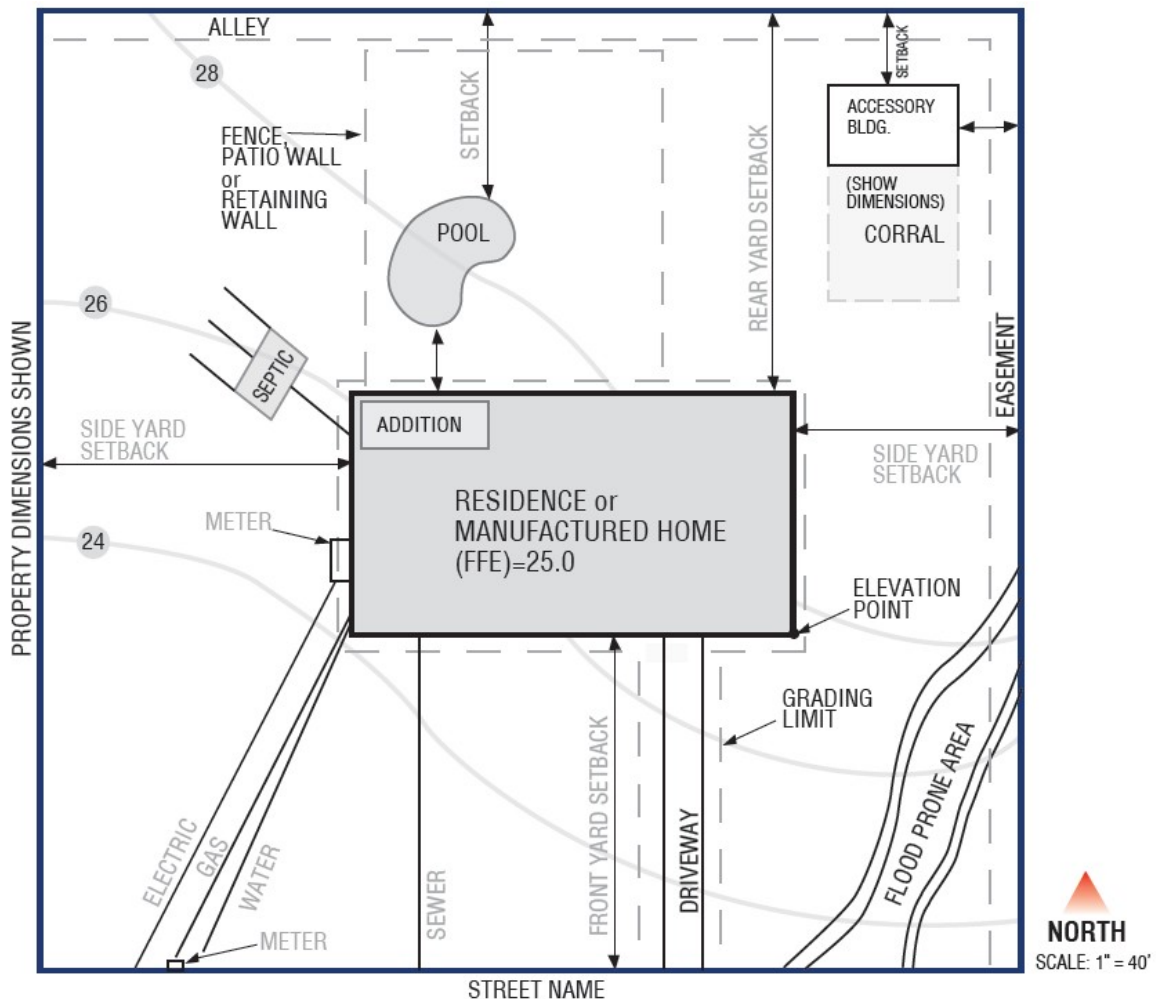 ALLEY
28
SETBACK
FENCE,
PATIO WALL
or
RETAINING
WALL
SETBACK
REAR YARD SETBACK
ACCESSORY
BLDG.
(SHOW
DIMENSIONS)
CORRAL
POOL
26
SEPTIC
PROPERTY DIMENSIONS SHOWN
EASEMENT
ADDITION
SIDE YARD
SETBACK
SIDE YARD
SETBACK
RESIDENCE or
MANUFACTURED HOME
(FFE)=25.0
METER
24
ELEVATION
POINT
GRADING
LIMIT
FRONT YARD SETBACK
DRIVEWAY
FLOOD PRONE AREA
ELECTRIC
GAS
WATER
SEWER
METER
NORTH
SCALE: 1" = 40'
STREET NAME